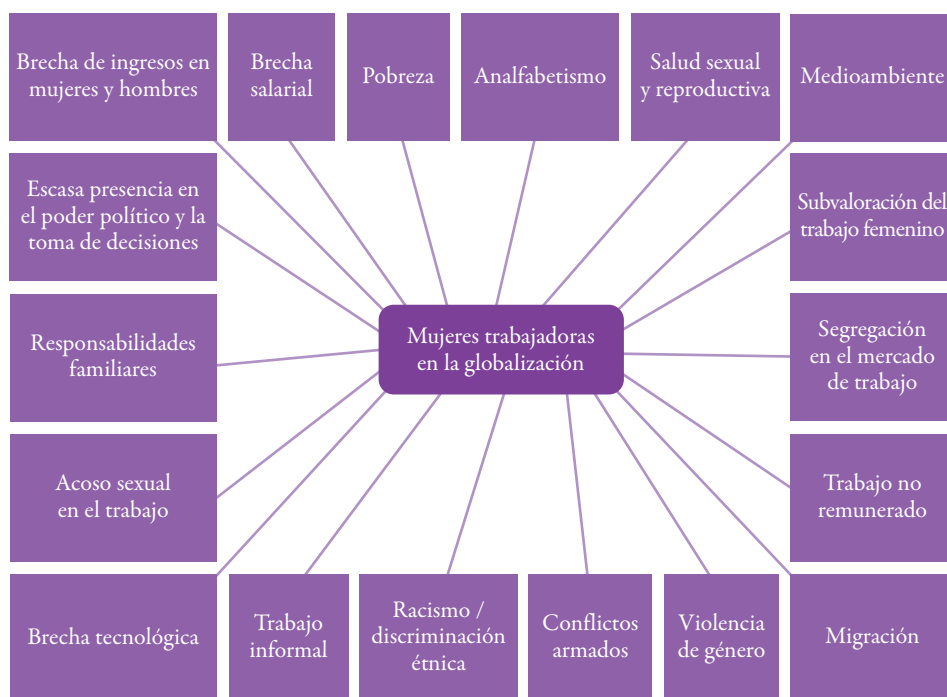 Brecha de ingresos en
mujeres y hombres
Brecha
salarial
Pobreza
Analfabetismo
Salud sexual
y reproductiva
Medioambiente
Escasa presencia en
el poder político y la
toma de decisiones
Subvaloración del
trabajo femenino
Mujeres trabajadoras
en la globalización
Responsabilidades
familiares
Segregación
en el mercado
de trabajo
Acoso sexual
en el trabajo
Trabajo no
remunerado
Brecha tecnológica
Trabajo
informal
Racismo /
discriminación
étnica
Conflictos
armados
Violencia
de género
Migración